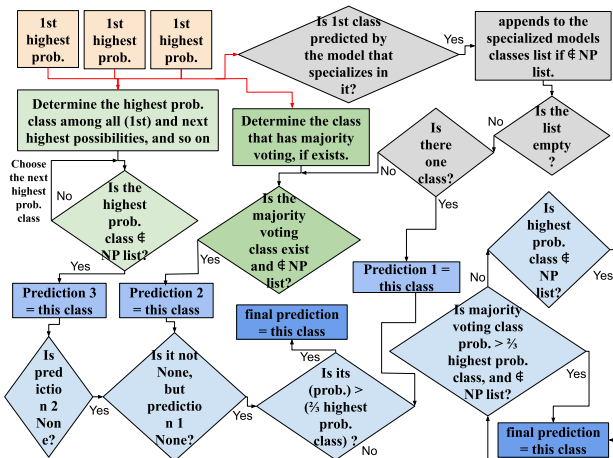 1st
highest
prob.
1st
highest
prob.
1st
highest
prob.
Is 1st class
predicted by
the model that
specializes in
it?
Yes
appends to the
specialized models
classes list if ∉ NP
list.
Determine the highest prob.
class among all (1st) and next
highest possibilities, and so on
Determine the class
that has majority
voting, if exists.
Is
there
one
class?
No
Is the
list
empty
?
Choose
the next
highest
prob.
class
No
Is the
highest
prob.
class ∉
NP list?
No
Is the
majority
voting
class exist
and ∉ NP
list?
Yes
Is
highest
prob.
class ∉
NP
list?
Yes
Yes
Yes
No
Prediction 3
= this class
Prediction 2
= this class
Prediction 1 =
this class
final prediction
= this class
Is majority
voting class
prob. > ⅔
highest prob.
class, and ∉
NP list?
Yes
Is
pred
ictio
n 2
Non
e?
Yes
Is it not
None,
but
predictio
n 1
None?
Yes
Is its
(prob.) >
(⅔ highest
prob.
class) ?
No
final prediction
= this class